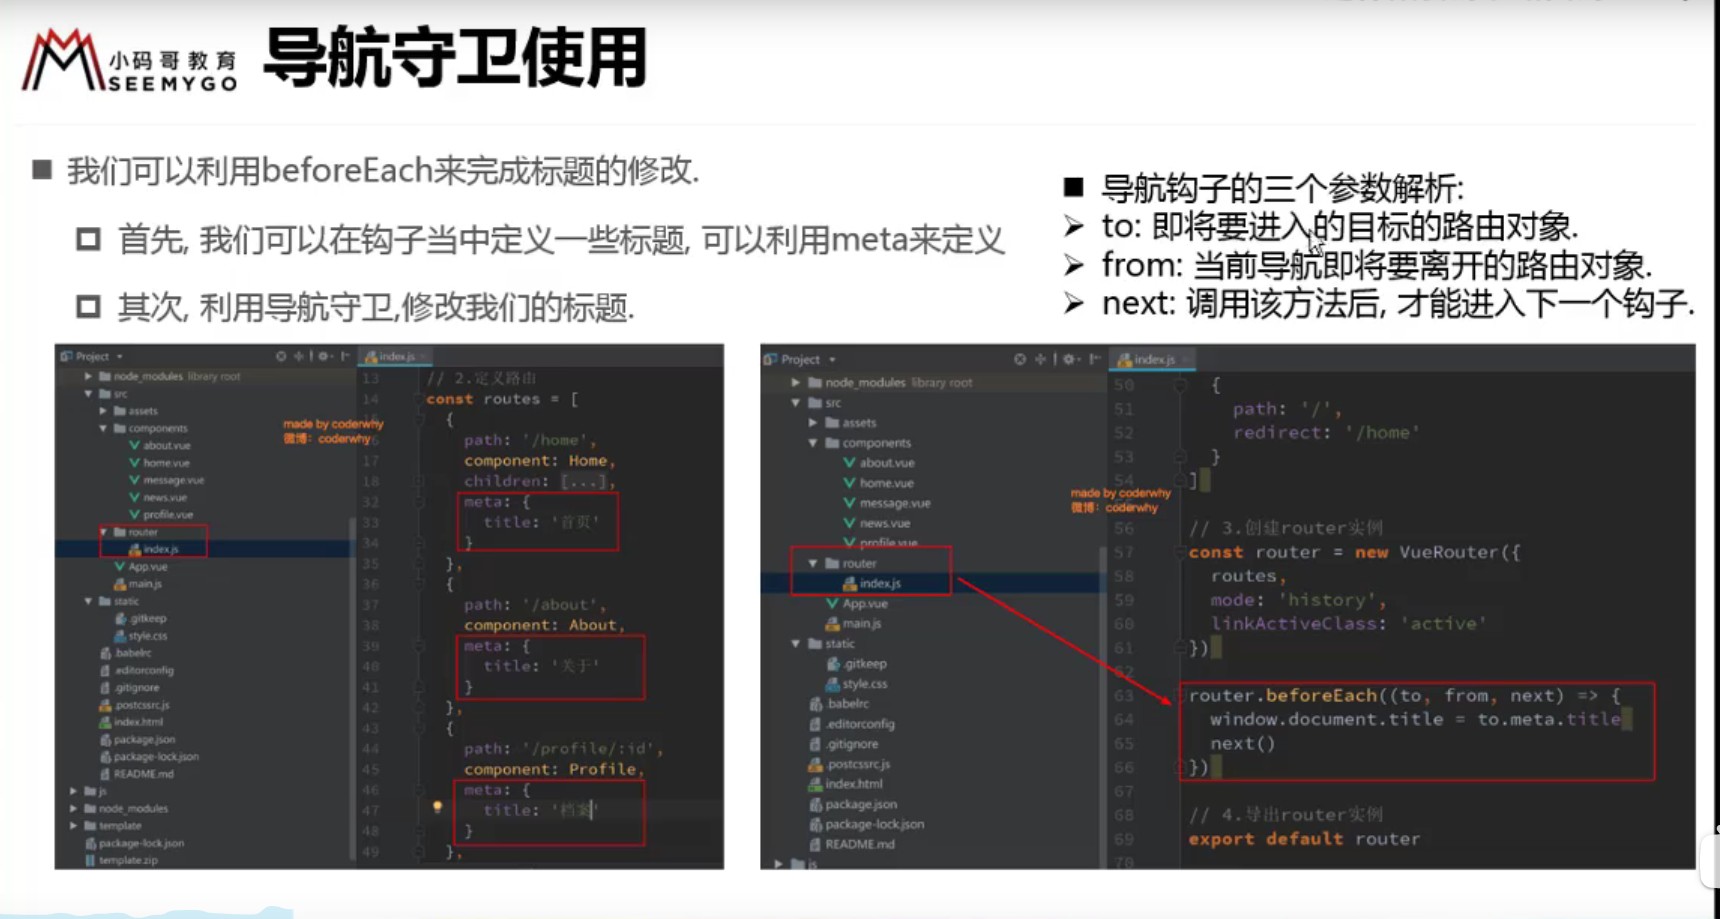 小码哥教育
SEEMYGO
导航守卫使用
我们可以利用beforeEach来完成标题的修改.
首先, 我们可以在钩子当中定义一些标题, 可以利用meta来定义
其次, 利用导航守卫,修改我们的标题.
导航钩子的三个参数解析:
to: 即将要进入的目标的路由对象.
from: 当前导航即将要离开的路由对象.
next: 调用该方法后, 才能进入下一个钩子.
Project
node_modules library root
src
assets
components
about.vue
home.vue
message.vue
news.vue
profile.vue
router
index.js
App.vue
main.js
static
.gitkeep
style.css
.babelrc
.editorconfig
.gitignore
.postcssrc.js
index.html
package.json
package-lock.json
README.md
js
node_modules
template
package-lock.json
template.zip
made by coderwhy
微博: coderwhy
index.js
13 // 2.定义路由
14 const routes = [
{
path: '/home',
17 component: Home,
18 children: [...],
32 meta: {
33 title: '首页'
34 }
35 },
36 {
37 path: '/about',
38 component: About,
39 meta: {
40 title: '关于'
41 }
42 },
43 {
44 path: '/profile/:id',
45 component: Profile,
46 meta: {
47 title: '档案'
48 }
49 },
Project
node_modules library root
src
assets
components
about.vue
home.vue
message.vue
news.vue
profile.vue
router
index.js
App.vue
main.js
static
.gitkeep
style.css
.babelrc
.editorconfig
.gitignore
.postcssrc.js
index.html
package.json
package-lock.json
README.md
js
made by coderwhy
微博: coderwhy
index.js
50 {
51 path: '/',
52 redirect: '/home'
53 }
54 ]
56 // 3.创建router实例
57 const router = new VueRouter({
58 routes,
59 mode: 'history',
60 linkActiveClass: 'active'
61 })
62
63 router.beforeEach((to, from, next) => {
64 window.document.title = to.meta.title
65 next()
66 })
67
68 // 4.导出router实例
69 export default router
70